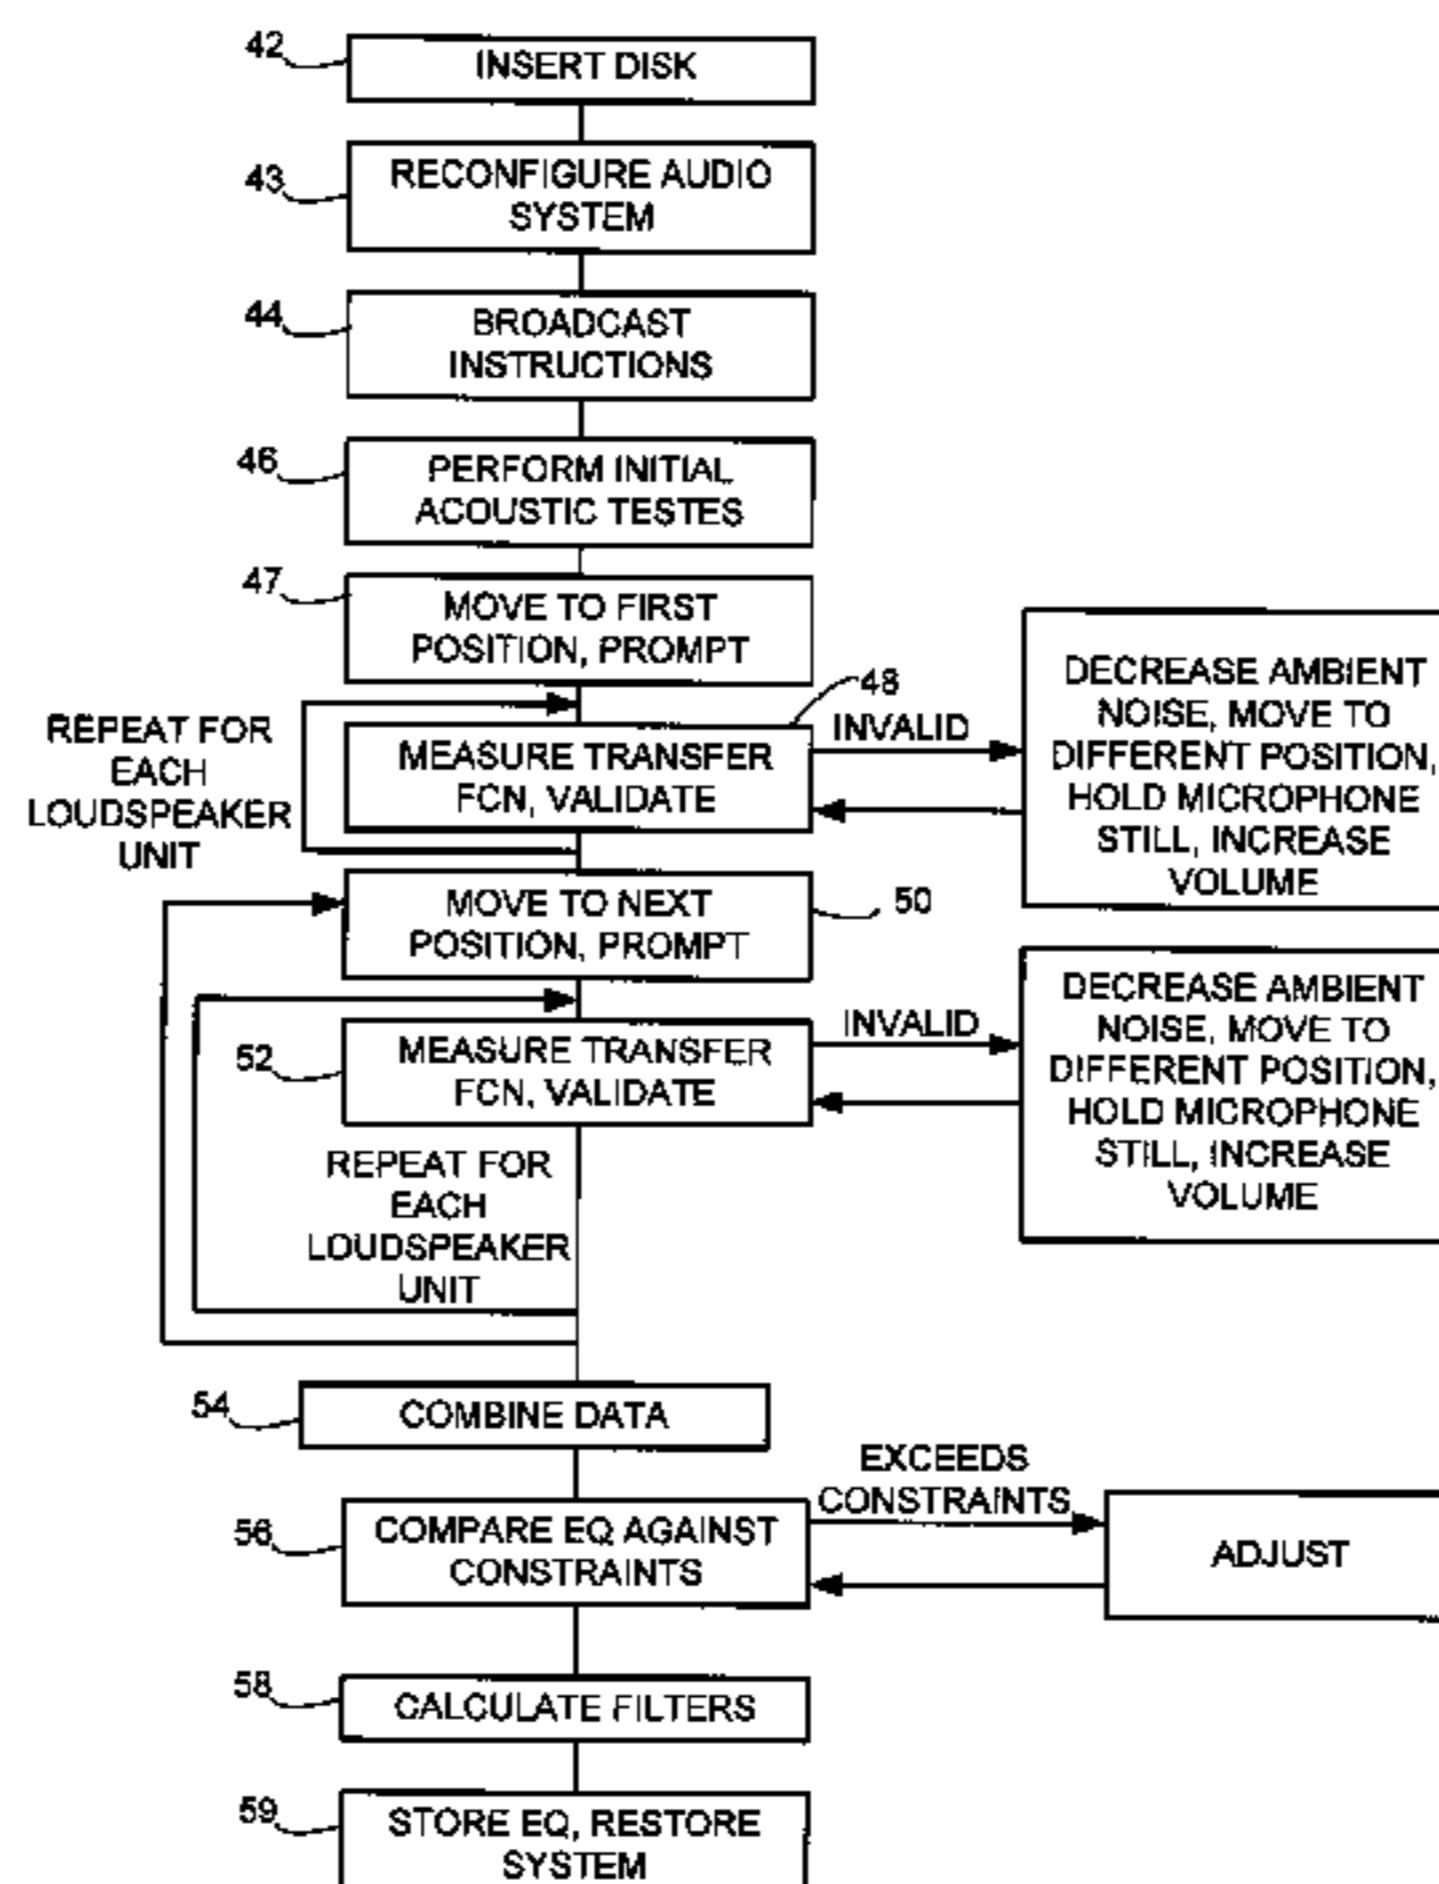 42
INSERT DISK
43
RECONFIGURE AUDIO
SYSTEM
44
BROADCAST
INSTRUCTIONS
46
PERFORM INITIAL
ACOUSTIC TESTES
47
MOVE TO FIRST
POSITION, PROMPT
48
REPEAT FOR
EACH
LOUDSPEAKER
UNIT
MEASURE TRANSFER
FCN, VALIDATE
INVALID
DECREASE AMBIENT
NOISE, MOVE TO
DIFFERENT POSITION,
HOLD MICROPHONE
STILL, INCREASE
VOLUME
MOVE TO NEXT
POSITION, PROMPT
50
52
MEASURE TRANSFER
FCN, VALIDATE
INVALID
DECREASE AMBIENT
NOISE, MOVE TO
DIFFERENT POSITION,
HOLD MICROPHONE
STILL, INCREASE
VOLUME
REPEAT FOR
EACH
LOUDSPEAKER
UNIT
54
COMBINE DATA
56
COMPARE EQ AGAINST
CONSTRAINTS
EXCEEDS
CONSTRAINTS
ADJUST
58
CALCULATE FILTERS
59
STORE EQ, RESTORE
SYSTEM